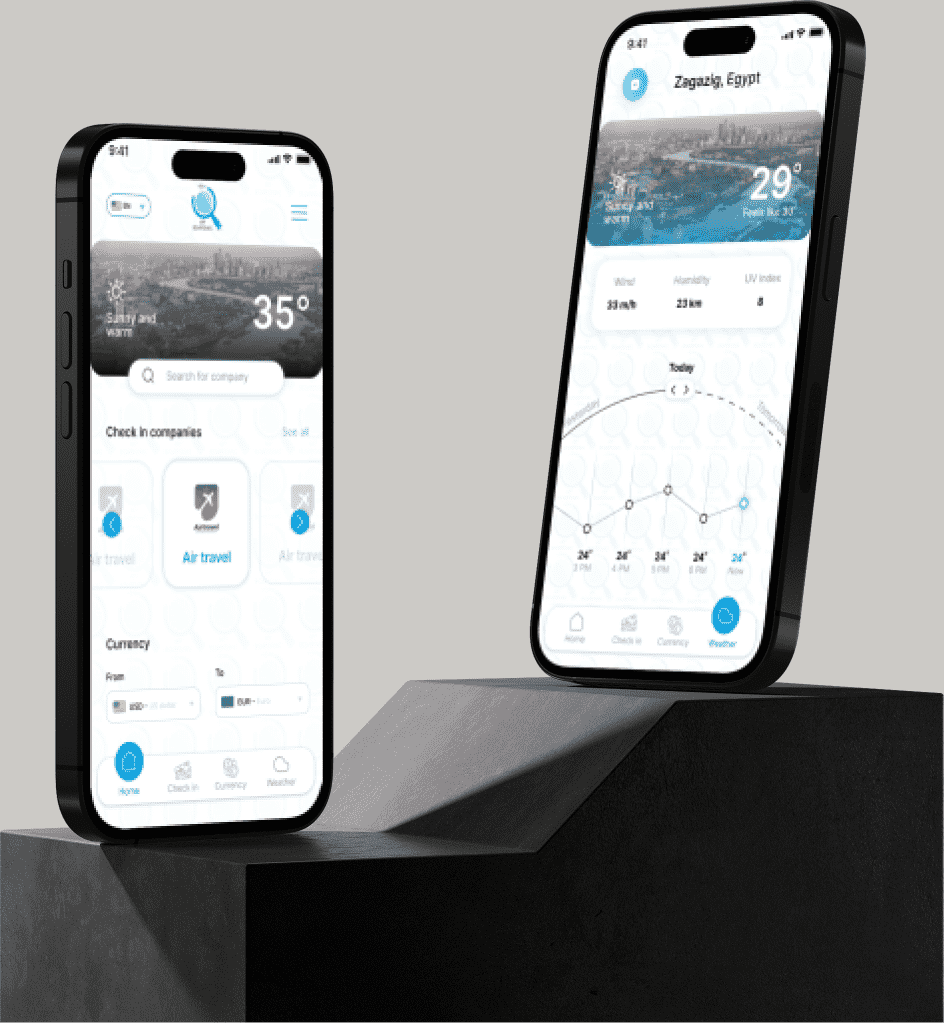 9:41
EN
35°
Sunny and
warm
Search for company
Check in companies
See all
Air travel
Air travel
Air trave
Currency
From
To
USD -
EUR -
Home
Check in
Currency
Weather
9:41
Zagazig, Egypt
29°
Sunny and
warm
Feels like 30°
Wind
Humidity
UV Index
33 m/h
23 km
8
Today
Yesterday
Tomorrow
24°
24°
24°
24°
24°
3 PM
4 PM
5 PM
6 PM
Now
Home
Check in
Currency
Weather